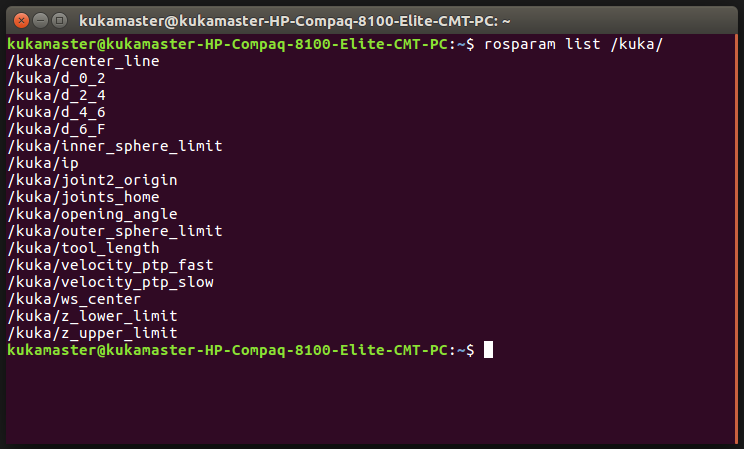 kukamaster@kukamaster-HP-Compaq-8100-Elite-CMT-PC: ~
kukamaster@kukamaster-HP-Compaq-8100-Elite-CMT-PC:~$ rosparam list /kuka/
/kuka/center_line
/kuka/d_0_2
/kuka/d_2_4
/kuka/d_4_6
/kuka/d_6_F
/kuka/inner_sphere_limit
/kuka/ip
/kuka/joint2_origin
/kuka/joints_home
/kuka/opening_angle
/kuka/outer_sphere_limit
/kuka/tool_length
/kuka/velocity_ptp_fast
/kuka/velocity_ptp_slow
/kuka/ws_center
/kuka/z_lower_limit
/kuka/z_upper_limit
kukamaster@kukamaster-HP-Compaq-8100-Elite-CMT-PC:~$